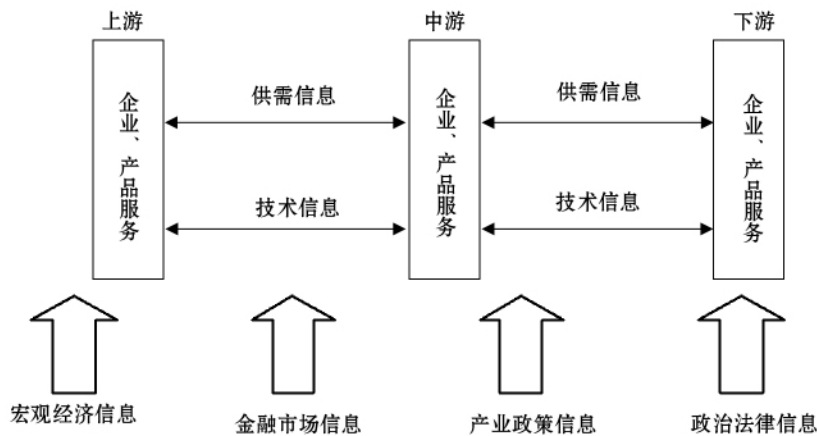 上游 中游 下游
供需信息 供需信息
企业、产品服务 企业、产品服务 企业、产品服务
技术信息 技术信息
宏观经济信息 金融市场信息 产业政策信息 政治法律信息